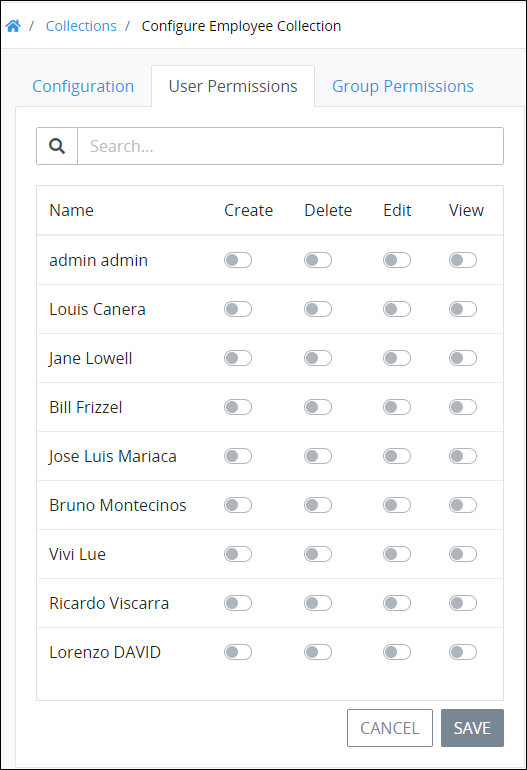 / Collections / Configure Employee Collection
Configuration User Permissions Group Permissions
Search...
Name Create Delete Edit View
admin admin
Louis Canera
Jane Lowell
Bill Frizzel
Jose Luis Mariaca
Bruno Montecinos
Vivi Lue
Ricardo Viscarra
Lorenzo DAVID
CANCEL SAVE